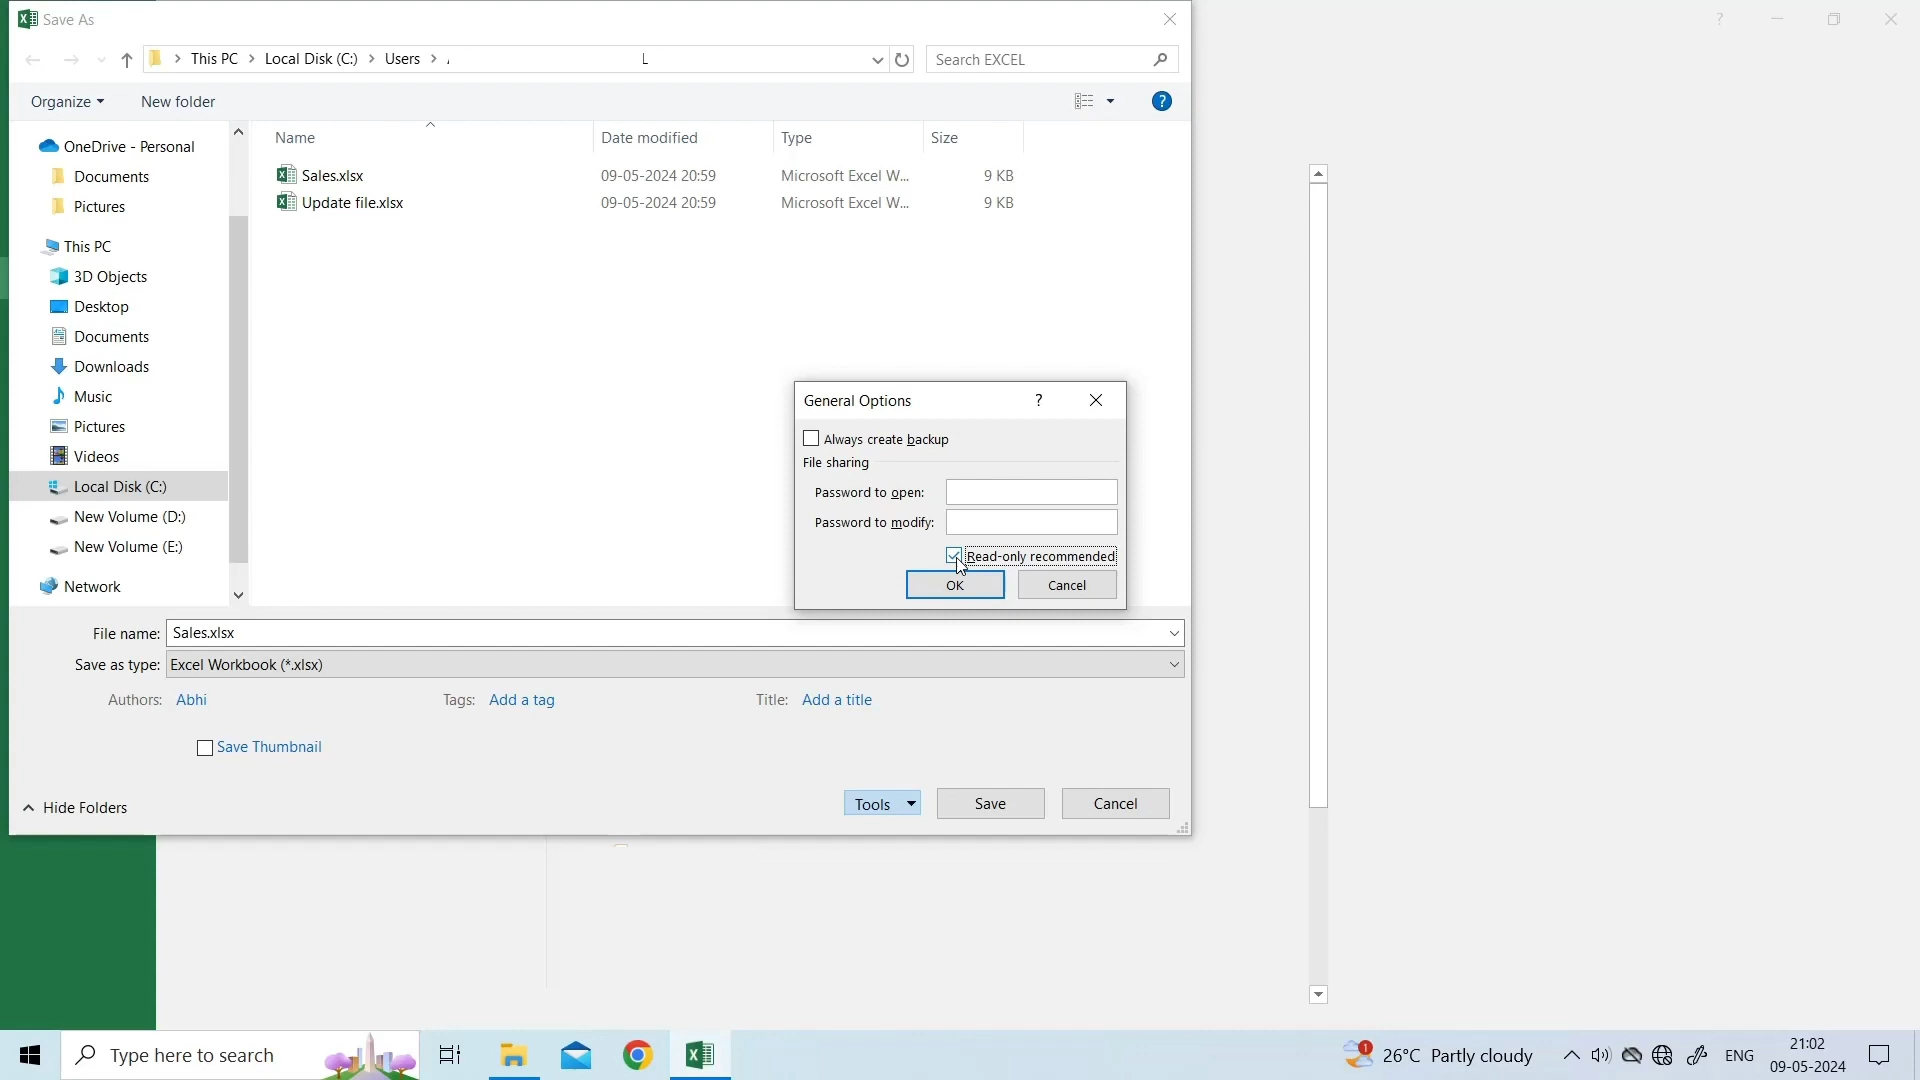 Save As
This PC > Local Disk (C:) > Users >
L
Search EXCEL
Organize
New folder
?
OneDrive - Personal
Documents
Pictures
This PC
3D Objects
Desktop
Documents
Downloads
Music
Pictures
Videos
Local Disk (C:)
New Volume (D:)
New Volume (E:)
Network
Name Date modified Type Size
Sales.xlsx 09-05-2024 20:59 Microsoft Excel W... 9 KB
Update file.xlsx 09-05-2024 20:59 Microsoft Excel W... 9 KB
General Options ?
Always create backup
File sharing
Password to open:
Password to modify:
Read-only recommended
OK Cancel
File name: Sales.xlsx
Save as type: Excel Workbook (*.xlsx)
Authors: Abhi Tags: Add a tag Title: Add a title
Save Thumbnail
Hide Folders
Tools Save Cancel
?
Type here to search
1
26°C Partly cloudy
ENG
21:02
09-05-2024